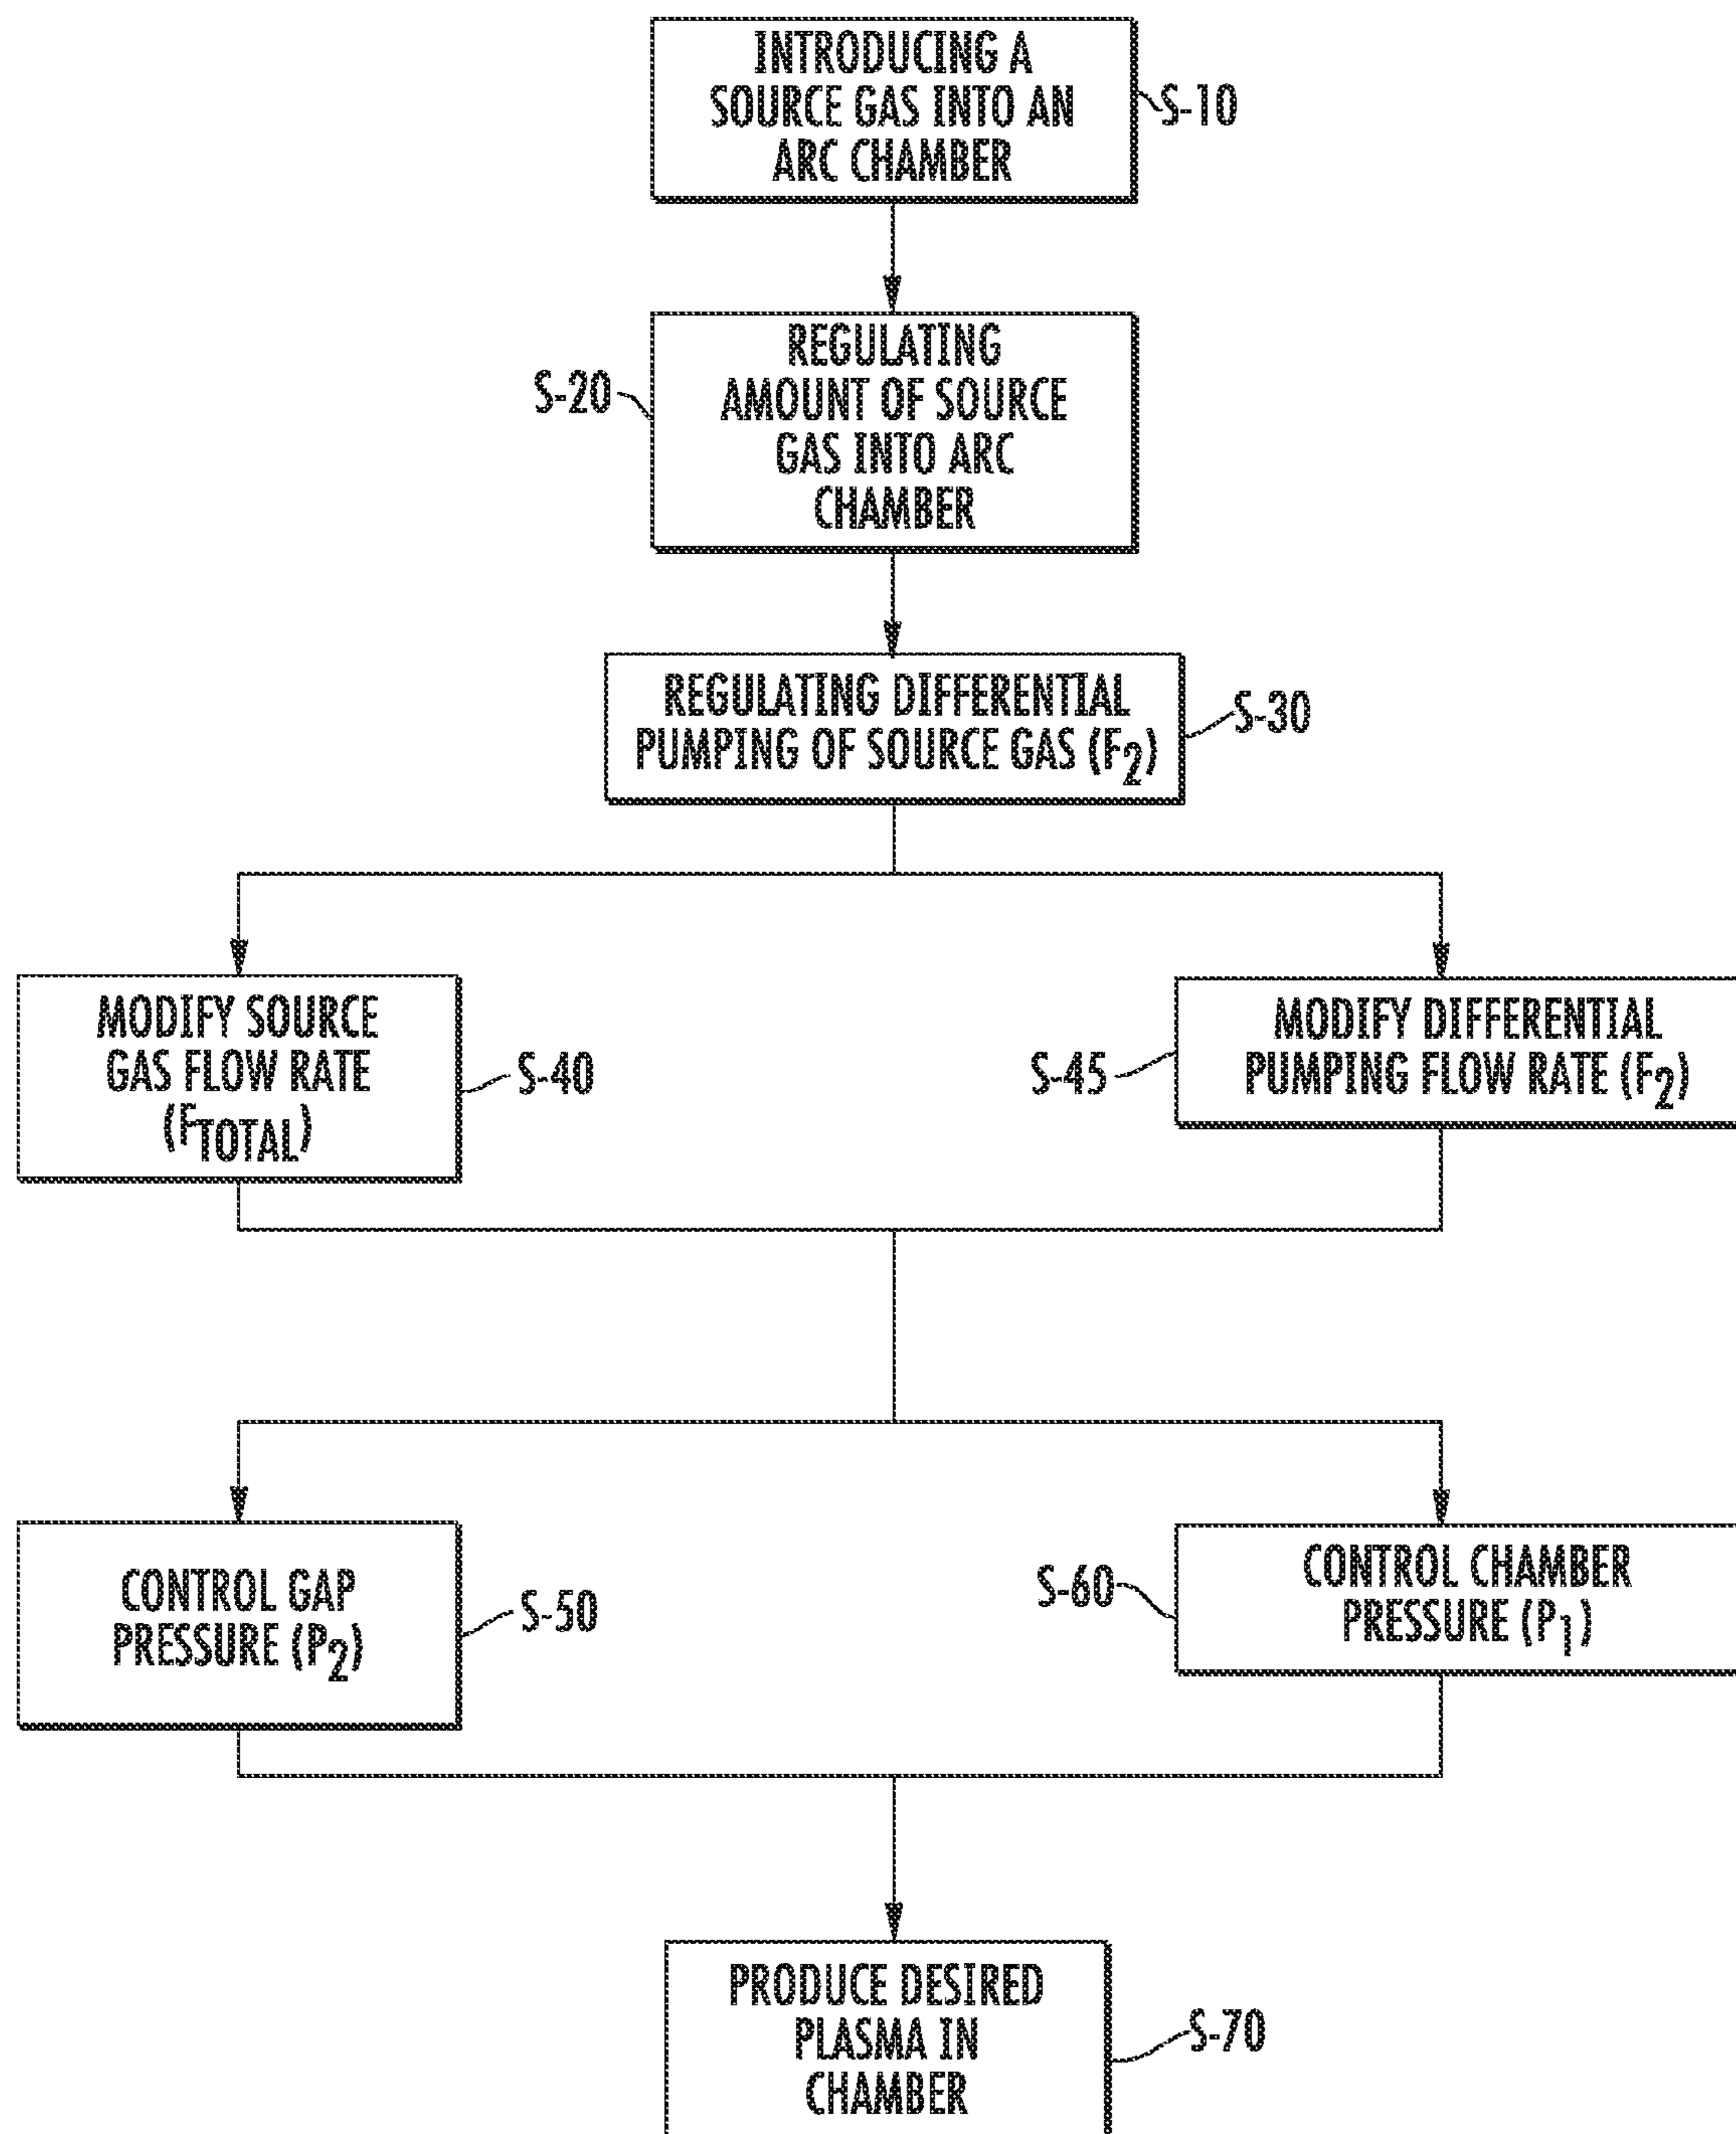 INTRODUCING A
SOURCE GAS INTO AN
ARC CHAMBER
S-10
REGULATING
AMOUNT OF SOURCE
GAS INTO ARC
CHAMBER
S-20
REGULATING DIFFERENTIAL
PUMPING OF SOURCE GAS (F2)
S-30
MODIFY SOURCE
GAS FLOW RATE
(FTOTAL)
S-40
S-45
MODIFY DIFFERENTIAL
PUMPING FLOW RATE (F2)
CONTROL GAP
PRESSURE (P2)
S-50
S-60
CONTROL CHAMBER
PRESSURE (P1)
PRODUCE DESIRED
PLASMA IN
CHAMBER
S-70